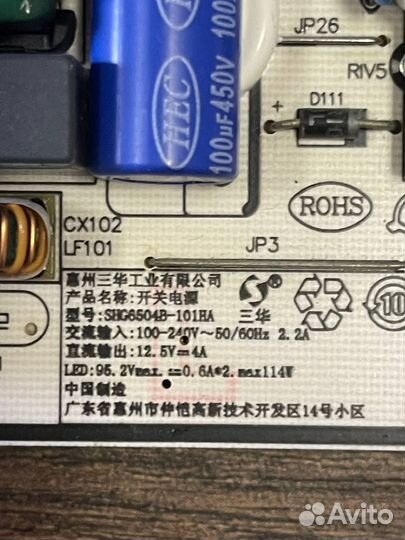 JP26
RIV5
D111
+
HEC
100μF450V
100
ROHS
CX102
LF101
JP3
惠州三华工业有限公司
产品名称:开关电源
型号:SHG6504B-101HA
三华
交流输入:100-240V～50/60Hz 2.2A
直流输出:12.5V⎓4A
LED:95.2Vmax.⎓0.6A*2.max114W
中国制造
广东省惠州市仲恺高新技术开发区14号小区
10
Avito